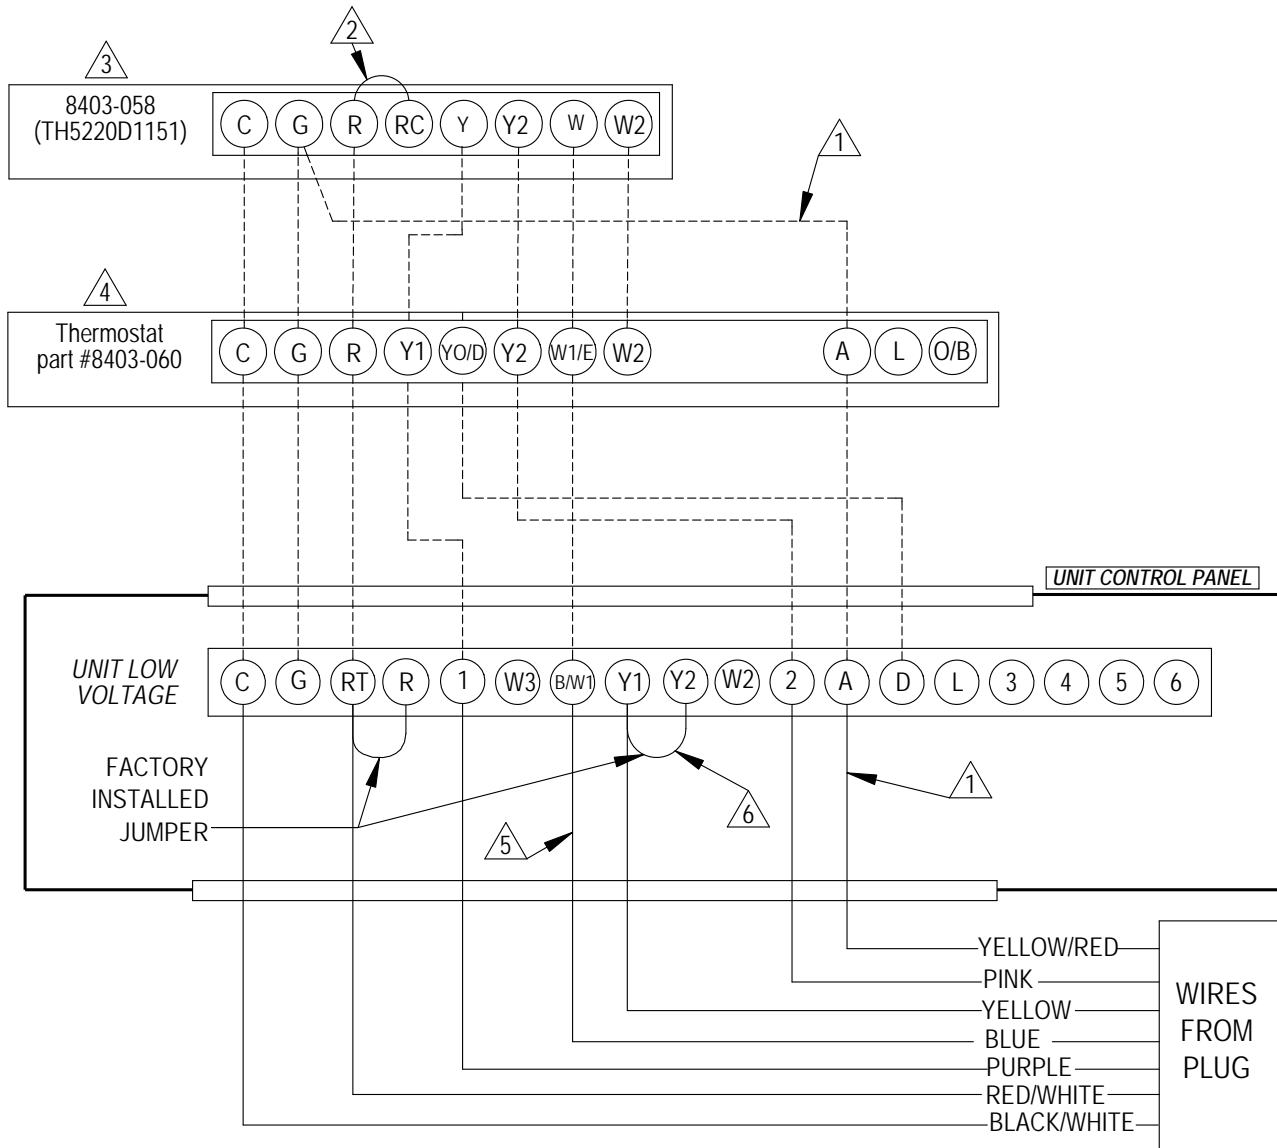 2
3
8403-058
(TH5220D1151)
C G R RC Y Y2 W W2
1
4
Thermostat
part #8403-060
C G R Y1 YO/D Y2 W1/E W2 A L O/B
UNIT CONTROL PANEL
UNIT LOW
VOLTAGE
C G RT R 1 W3 B/W1 Y1 Y2 W2 2 A D L 3 4 5 6
FACTORY
INSTALLED
JUMPER
1
6
5
YELLOW/RED
PINK
YELLOW
BLUE
PURPLE
RED/WHITE
BLACK/WHITE
WIRES
FROM
PLUG